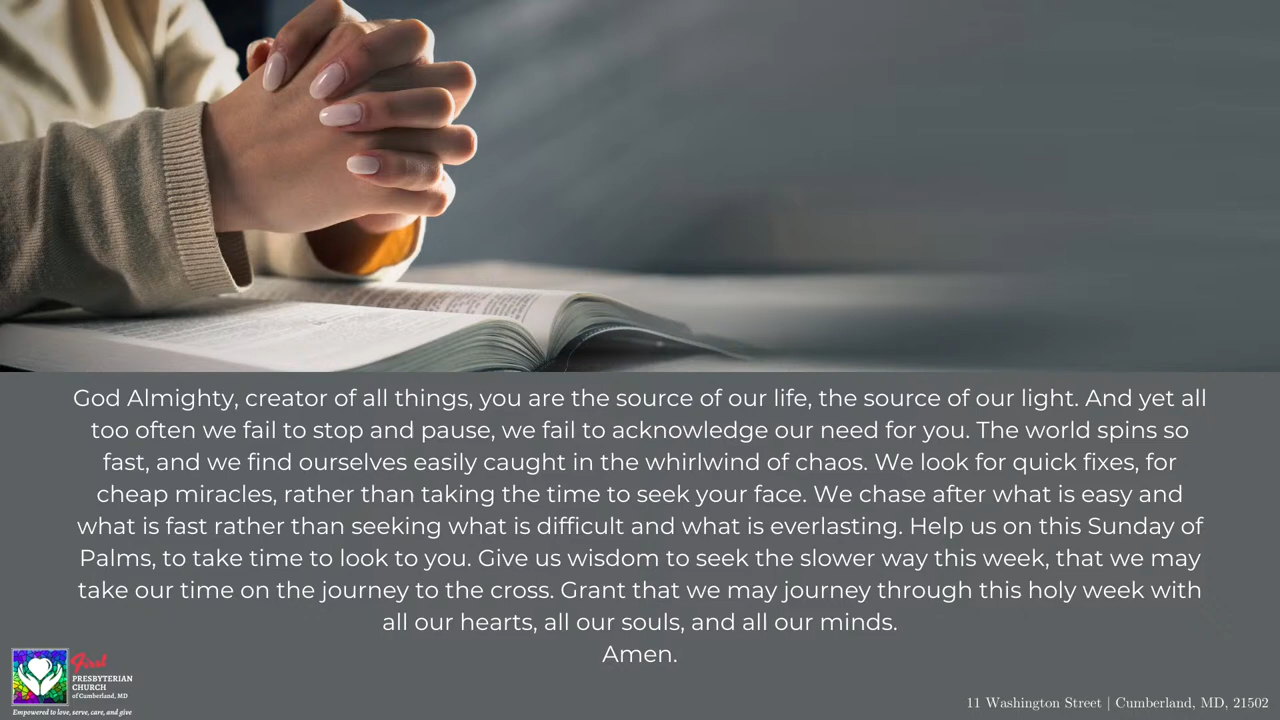 God Almighty, creator of all things, you are the source of our life, the source of our light. And yet all
too often we fail to stop and pause, we fail to acknowledge our need for you. The world spins so
fast, and we find ourselves easily caught in the whirlwind of chaos. We look for quick fixes, for
cheap miracles, rather than taking the time to seek your face. We chase after what is easy and
what is fast rather than seeking what is difficult and what is everlasting. Help us on this Sunday of
Palms, to take time to look to you. Give us wisdom to seek the slower way this week, that we may
take our time on the journey to the cross. Grant that we may journey through this holy week with
all our hearts, all our souls, and all our minds.
Amen.
First
PRESBYTERIAN
CHURCH
of Cumberland, MD
Empowered to love, serve, care, and give
11 Washington Street | Cumberland, MD, 21502